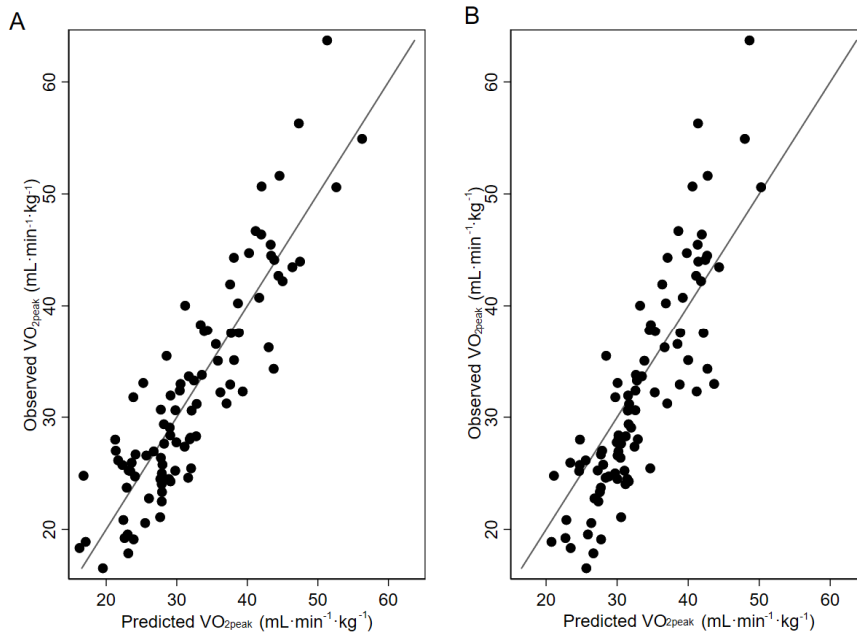 A
B
Observed VO2peak (mL·min-1·kg-1)
60
50
40
30
20
20 30 40 50 60
Predicted VO2peak (mL·min-1·kg-1)
Observed VO2peak (mL·min-1·kg-1)
60
50
40
30
20
20 30 40 50 60
Predicted VO2peak (mL·min-1·kg-1)